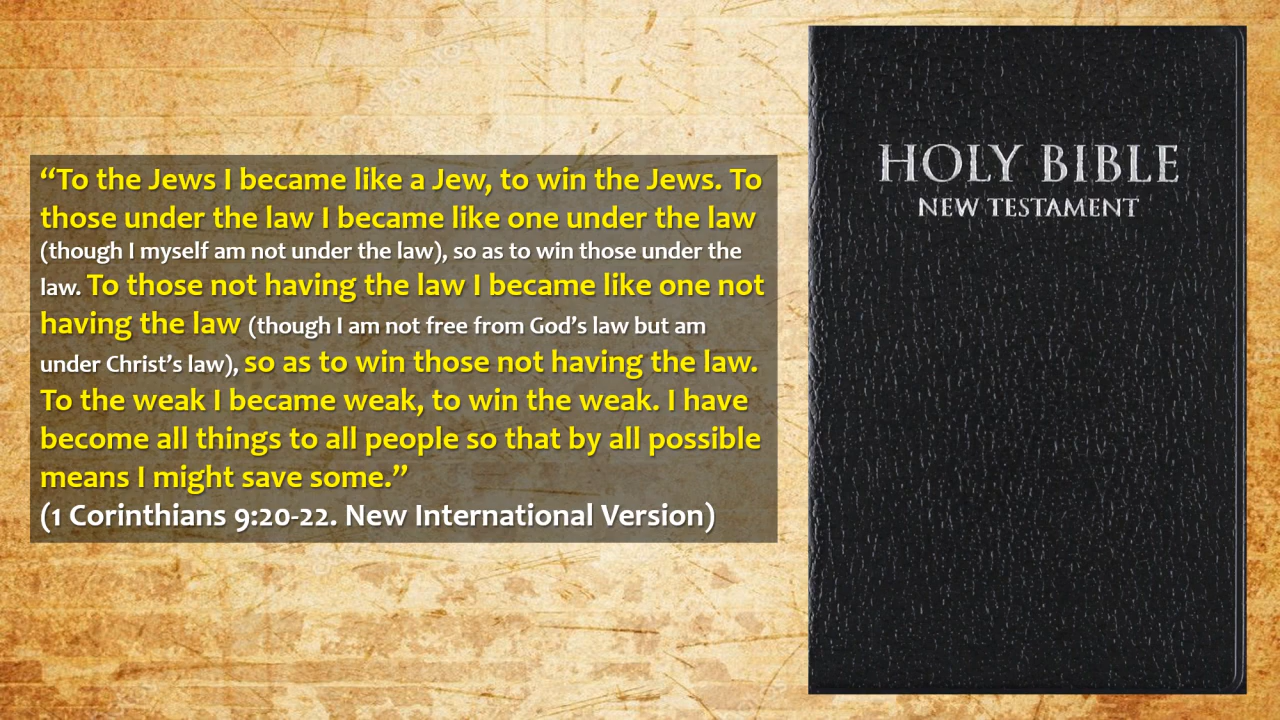 “To the Jews I became like a Jew, to win the Jews. To
those under the law I became like one under the law
(though I myself am not under the law), so as to win those under the
law. To those not having the law I became like one not
having the law (though I am not free from God’s law but am
under Christ’s law), so as to win those not having the law.
To the weak I became weak, to win the weak. I have
become all things to all people so that by all possible
means I might save some.”
(1 Corinthians 9:20-22. New International Version)
HOLY BIBLE
NEW TESTAMENT